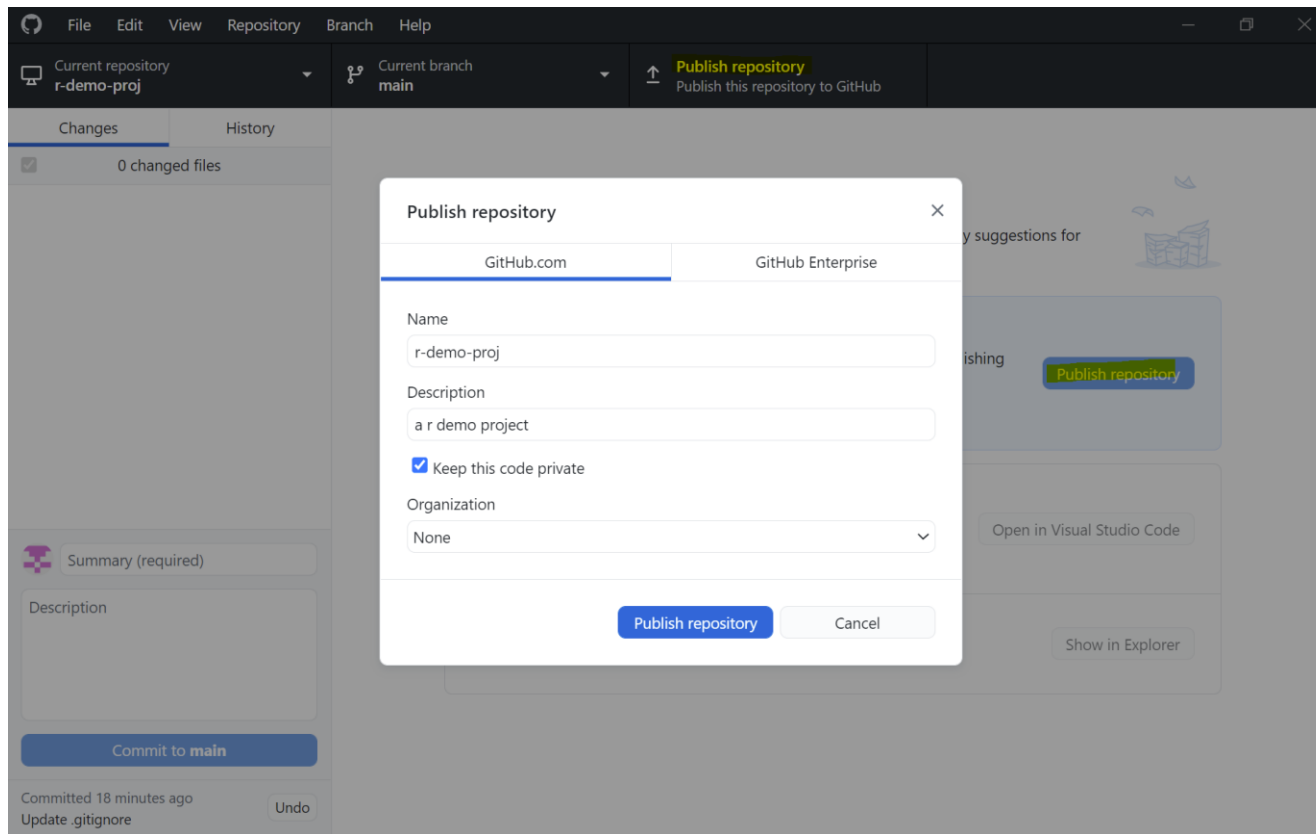 File Edit View Repository Branch Help
Current repository
r-demo-proj
Current branch
main
Publish repository
Publish this repository to GitHub
Changes History
0 changed files
Publish repository
GitHub.com GitHub Enterprise
Name
r-demo-proj
Description
a r demo project
Keep this code private
Organization
None
Publish repository Cancel
y suggestions for
ishing
Publish repository
Open in Visual Studio Code
Show in Explorer
Summary (required)
Description
Commit to main
Committed 18 minutes ago
Update .gitignore
Undo